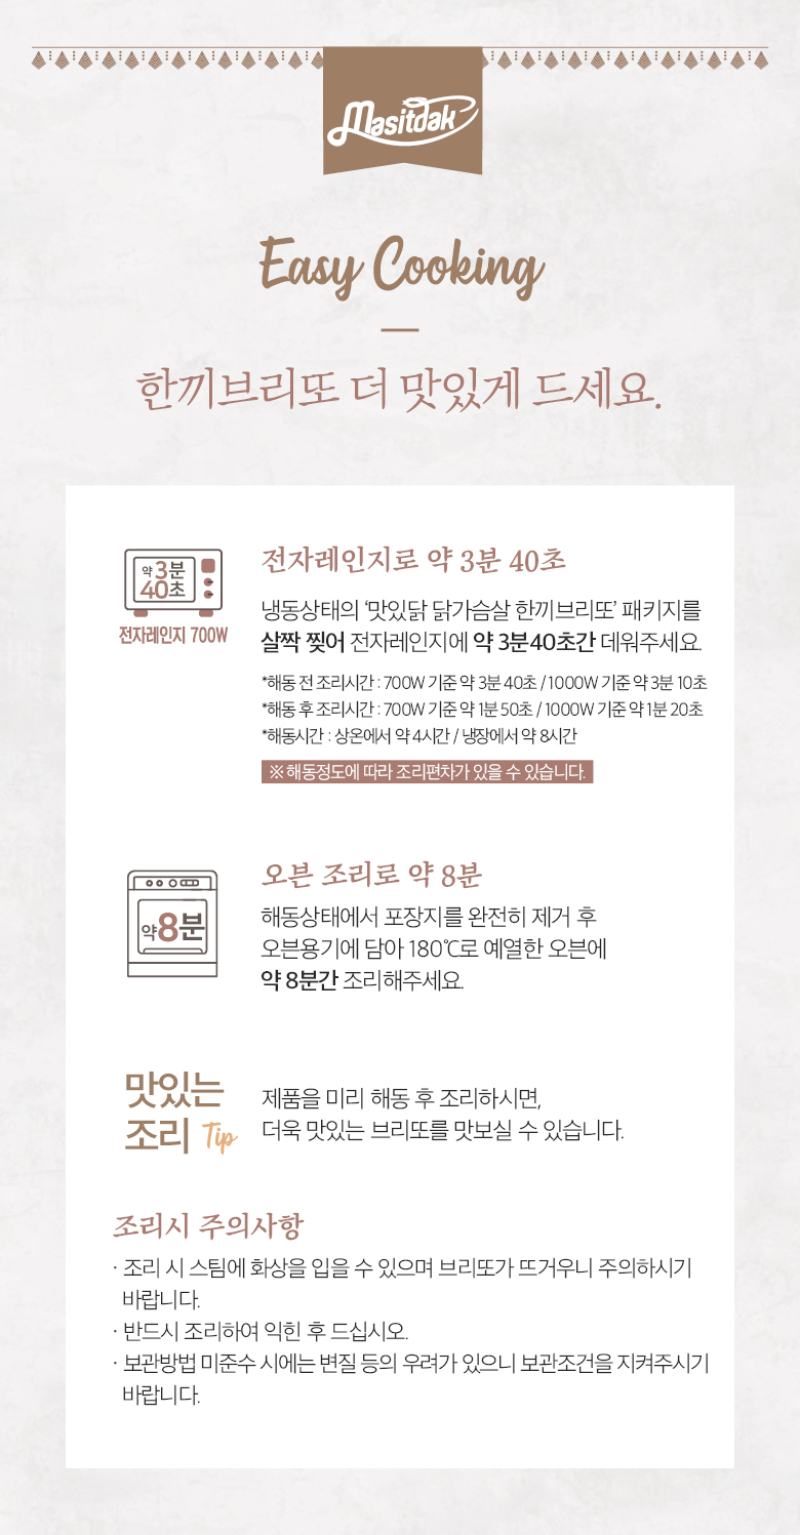 Masitdak
Easy Cooking
한끼브리또 더 맛있게 드세요.
약 3분
40초
전자레인지 700W
전자레인지로 약 3분 40초
냉동상태의 '맛있닭 닭가슴살 한끼브리또' 패키지를
살짝 찢어 전자레인지에 약 3분40초간 데워주세요.
*해동 전 조리시간 : 700W 기준 약 3분 40초 / 1000W 기준 약 3분 10초
*해동 후 조리시간 : 700W 기준 약 1분 50초 / 1000W 기준 약 1분 20초
*해동시간 : 상온에서 약 4시간 / 냉장에서 약 8시간
※ 해동정도에 따라 조리편차가 있을 수 있습니다.
약8분
오븐 조리로 약 8분
해동상태에서 포장지를 완전히 제거 후
오븐용기에 담아 180℃로 예열한 오븐에
약 8분간 조리해주세요.
맛있는
조리 Tip
제품을 미리 해동 후 조리하시면,
더욱 맛있는 브리또를 맛보실 수 있습니다.
조리시 주의사항
· 조리 시 스팀에 화상을 입을 수 있으며 브리또가 뜨거우니 주의하시기
바랍니다.
· 반드시 조리하여 익힌 후 드십시오.
· 보관방법 미준수 시에는 변질 등의 우려가 있으니 보관조건을 지켜주시기
바랍니다.